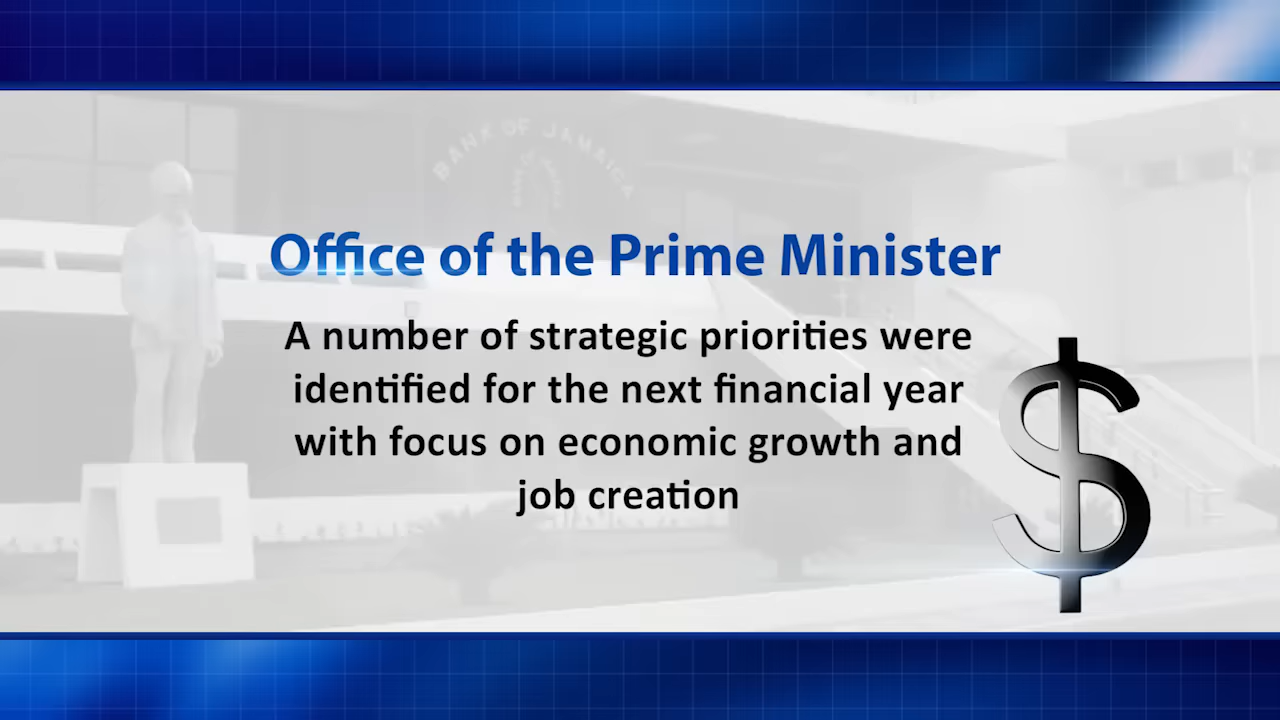 BANK OF JAMAICA
Office of the Prime Minister
A number of strategic priorities were
identified for the next financial year
with focus on economic growth and
job creation
$